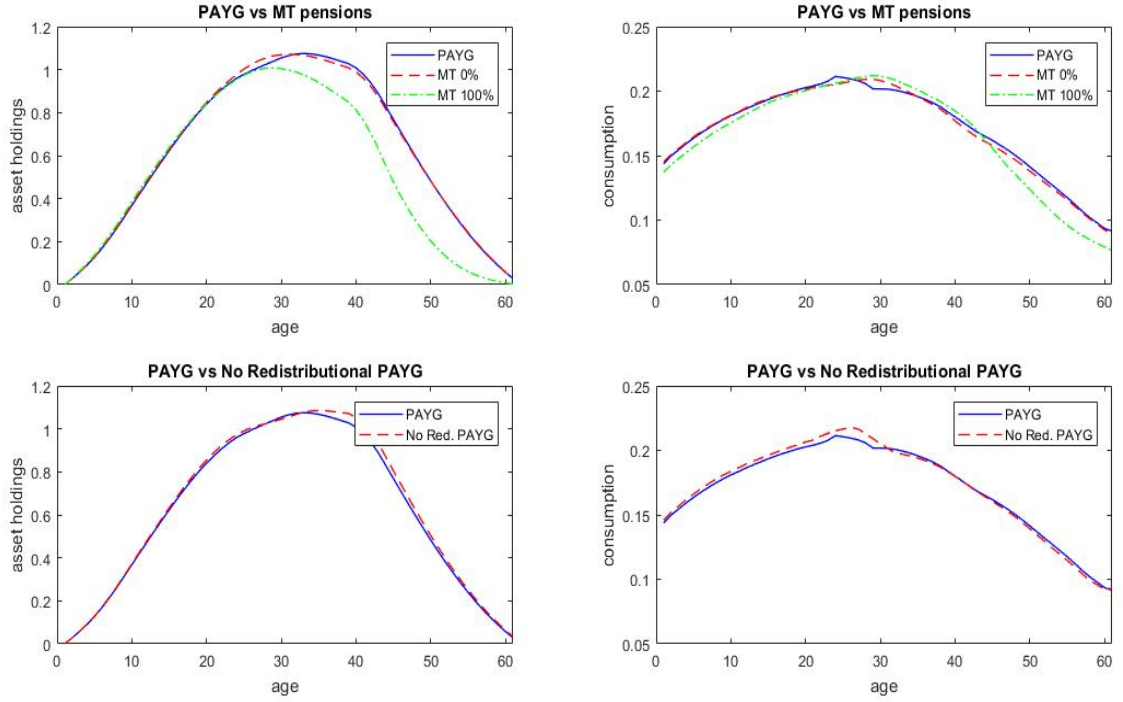 PAYG vs MT pensions
1.2
1
0.8
0.6
0.4
0.2
0
asset holdings
PAYG
MT 0%
MT 100%
0 10 20 30 40 50 60
age
PAYG vs MT pensions
0.25
0.2
0.15
0.1
0.05
consumption
PAYG
MT 0%
MT 100%
0 10 20 30 40 50 60
age
PAYG vs No Redistributional PAYG
1.2
1
0.8
0.6
0.4
0.2
0
asset holdings
PAYG
No Red. PAYG
0 10 20 30 40 50 60
age
PAYG vs No Redistributional PAYG
0.25
0.2
0.15
0.1
0.05
consumption
PAYG
No Red. PAYG
0 10 20 30 40 50 60
age